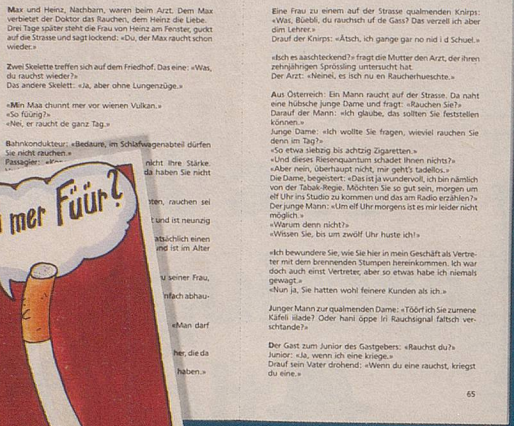 Max und Heinz, Nachbarn, waren beim Arzt. Dem Max
verbietet der Doktor das Rauchen, dem Heinz die Liebe.
Drei Tage später steht die Frau von Heinz am Fenster, guckt
auf die Strasse und sagt lockend: «Du, der Max raucht schon
wieder.»
Zwei Skelette treffen sich auf dem Friedhof. Das eine: «Was,
du rauchst wieder?»
Das andere Skelett: «Ja, aber ohne Lungenzüge.»
«Min Maa chunnt mer vor wienen Vulkan.»
«So füürig?»
«Nei, er raucht de ganz Tag.»
Bahnkondukteur: «Bedaure, im Schlafwagenabteil dürfen
Sie nicht rauchen.»
Passagier:
nicht Ihre Stärke.
da haben Sie nicht
rauchen sei
und ist neunzig
einen
und ist im Alter
seiner Frau,
abhau-
«Man darf
her, die da
haben.»
mer Füür?
Eine Frau zu einem auf der Strasse qualmenden Knirps:
«Was, Büebli, du rauchsch uf de Gass? Das verzell ich aber
dim Lehrer.»
Drauf der Knirps: «Ätsch, ich gange gar no nid i d Schuel.»
«Isch es aaschteckend?» fragt die Mutter den Arzt, der ihren
zehnjährigen Sprössling untersucht hat.
Der Arzt: «Neinei, es isch nu en Raucherhueschte.»
Aus Österreich: Ein Mann raucht auf der Strasse. Da naht
eine hübsche junge Dame und fragt: «Rauchen Sie?»
Darauf der Mann: «Ich glaube, das sollten Sie feststellen
können.»
Junge Dame: «Ich wollte Sie fragen, wieviel rauchen Sie
denn im Tag?»
«So etwa siebzig bis achtzig Zigaretten.»
«Und dieses Riesenquantum schadet Ihnen nichts?»
«Aber nein, überhaupt nicht, mir geht's tadellos.»
Die Dame, begeistert: «Das ist ja wundervoll, ich bin nämlich
von der Tabak-Regie. Möchten Sie so gut sein, morgen um
elf Uhr ins Studio zu kommen und das am Radio erzählen?»
Der junge Mann: «Um elf Uhr morgens ist es mir leider nicht
möglich.»
«Warum denn nicht?»
«Wissen Sie, bis um zwölf Uhr huste ich!»
«Ich bewundere Sie, wie Sie hier in mein Geschäft als Vertre-
ter mit dem brennenden Stumpen hereinkommen. Ich war
doch auch einst Vertreter, aber so etwas habe ich niemals
gewagt.»
«Nun ja, Sie hatten wohl feinere Kunden als ich.»
Junger Mann zur qualmenden Dame: «Töörf ich Sie zumene
Käfeli iilade? Oder hani öppe Iri Rauchsignal faltsch ver-
schtande?»
Der Gast zum Junior des Gastgebers: «Rauchst du?»
Junior: «Ja, wenn ich eine kriege.»
Drauf sein Vater drohend: «Wenn du eine rauchst, kriegst
du eine.»
65